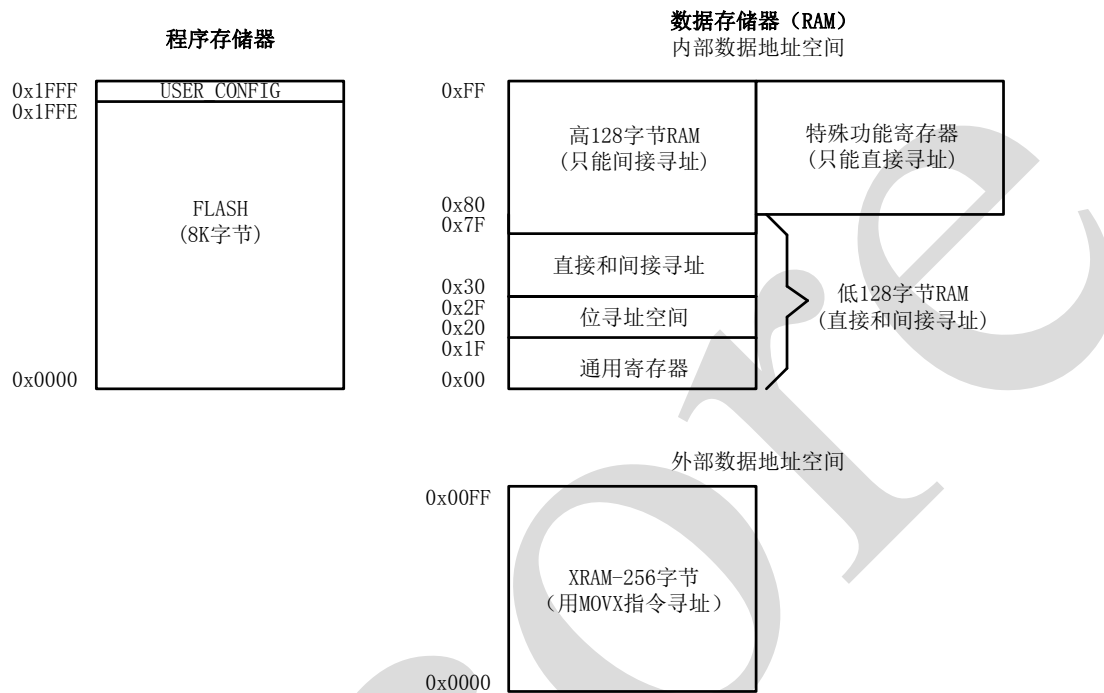 程序存储器
0x1FFF
USER CONFIG
0x1FFE
FLASH
(8K字节)
0x0000
数据存储器（RAM）
内部数据地址空间
0xFF
高128字节RAM
(只能间接寻址)
特殊功能寄存器
(只能直接寻址)
0x80
0x7F
直接和间接寻址
0x30
0x2F
位寻址空间
0x20
0x1F
通用寄存器
0x00
低128字节RAM
(直接和间接寻址)
外部数据地址空间
0x00FF
XRAM-256字节
（用MOVX指令寻址）
0x0000
ore